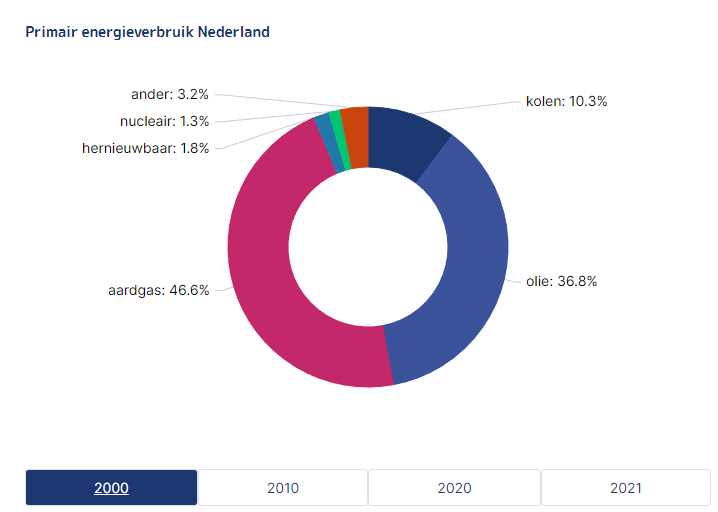 Primair energieverbruik Nederland
ander: 3.2%
kolen: 10.3%
nucleair: 1.3%
hernieuwbaar: 1.8%
olie: 36.8%
aardgas: 46.6%
2000
2010
2020
2021